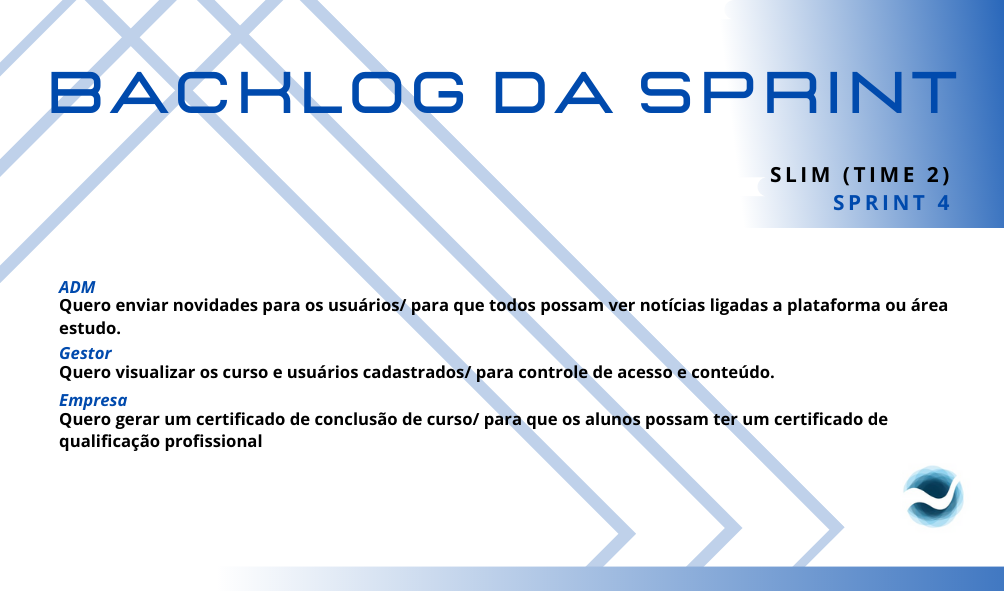 BACKLOG DA SPRINT
SLIM (TIME 2)
SPRINT 4
ADM
Quero enviar novidades para os usuários/ para que todos possam ver notícias ligadas a plataforma ou área
estudo.
Gestor
Quero visualizar os curso e usuários cadastrados/ para controle de acesso e conteúdo.
Empresa
Quero gerar um certificado de conclusão de curso/ para que os alunos possam ter um certificado de
qualificação profissional